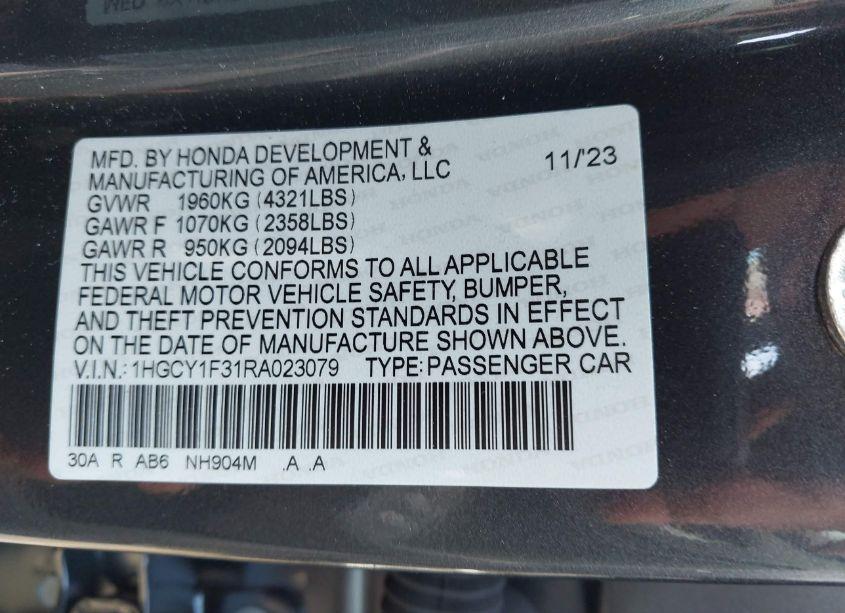 MFD. BY HONDA DEVELOPMENT &
MANUFACTURING OF AMERICA, LLC 11/'23
GVWR 1960KG (4321LBS)
GAWR F 1070KG (2358LBS)
GAWR R 950KG (2094LBS)
THIS VEHICLE CONFORMS TO ALL APPLICABLE
FEDERAL MOTOR VEHICLE SAFETY, BUMPER,
AND THEFT PREVENTION STANDARDS IN EFFECT
ON THE DATE OF MANUFACTURE SHOWN ABOVE.
V.I.N.: 1HGCY1F31RA023079 TYPE: PASSENGER CAR
30A R AB6 NH904M .A .A